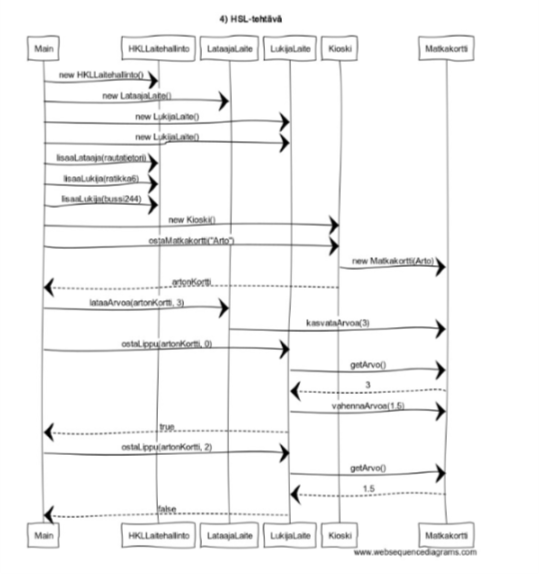 4) HSL-tehtävä
Main HKLLaitehallinto LataajaLaite LukijaLaite Kioski Matkakortti
new HKLLaitehallinto()
new LataajaLaite()
new LukijaLaite()
new LukijaLaite()
lisaaLataaja(rautatietori)
lisaaLukija(ratikka6)
lisaaLukija(bussi244)
new Kioski()
ostaMatkakortti("Arto")
new Matkakortti(Arto)
artonKortti
lataaArvoa(artonKortti, 3)
kasvataArvoa(3)
ostaLippu(artonKortti, 0)
getArvo()
3
vahennaArvoa(1.5)
true
ostaLippu(artonKortti, 2)
getArvo()
1.5
false
Main HKLLaitehallinto LataajaLaite LukijaLaite Kioski Matkakortti
www.websequencediagrams.com